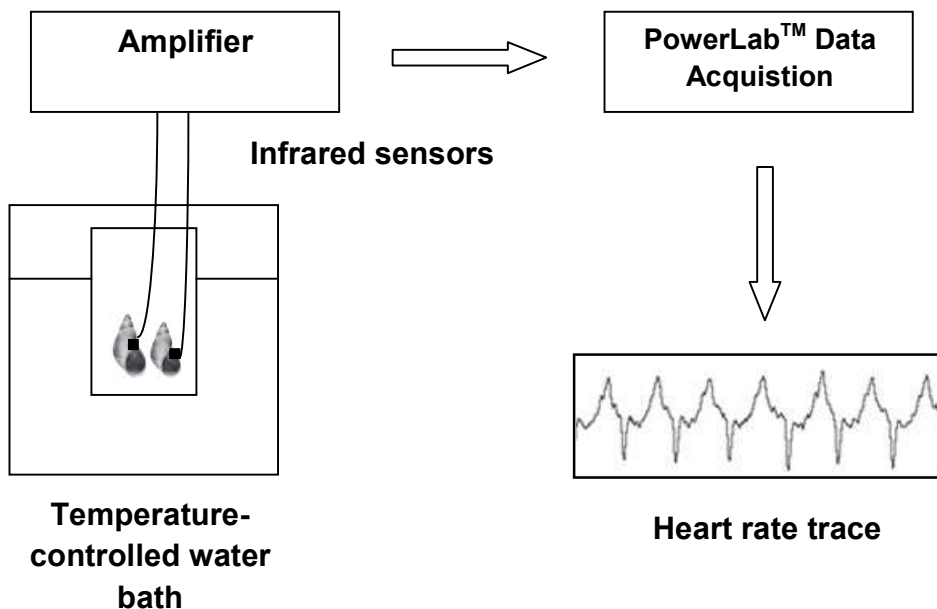 Amplifier
PowerLab™ Data
Acquistion
Infrared sensors
Temperature-
controlled water
bath
Heart rate trace